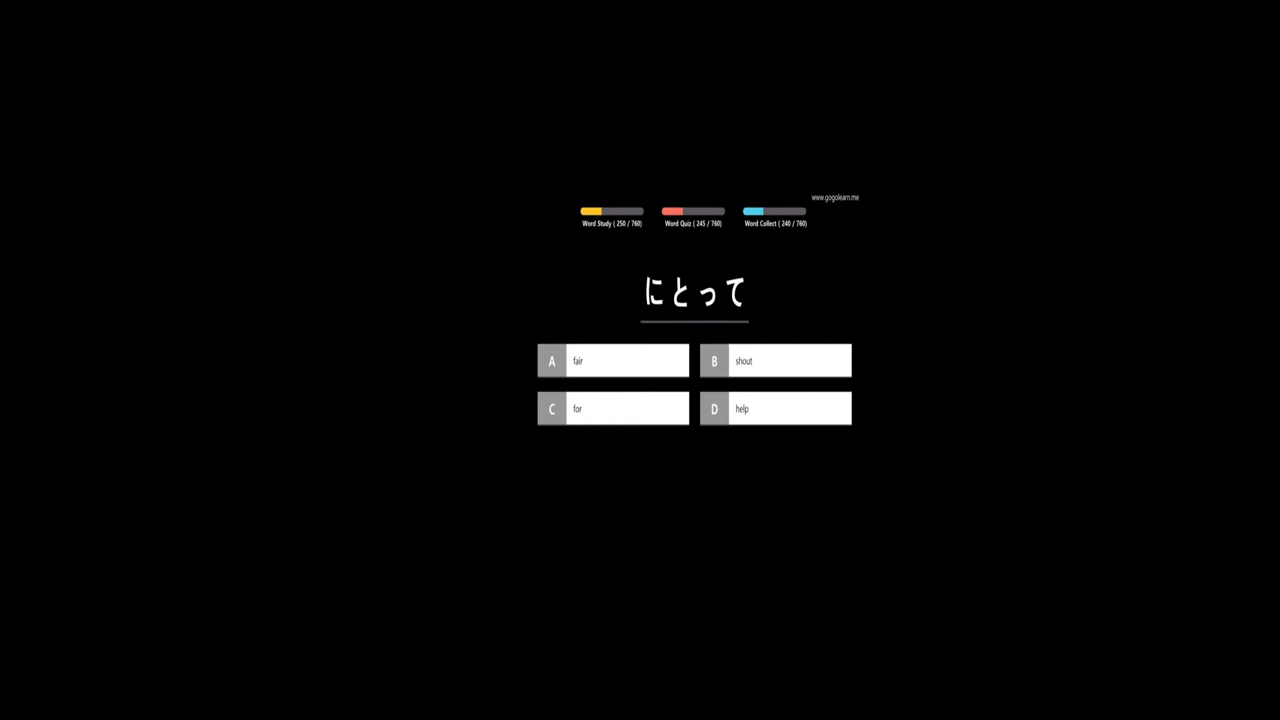 www.gogolearn.me
Word Study ( 250 / 760) Word Quiz ( 245 / 760) Word Collect ( 240 / 760)
にとって
A fair B shout
C for D help